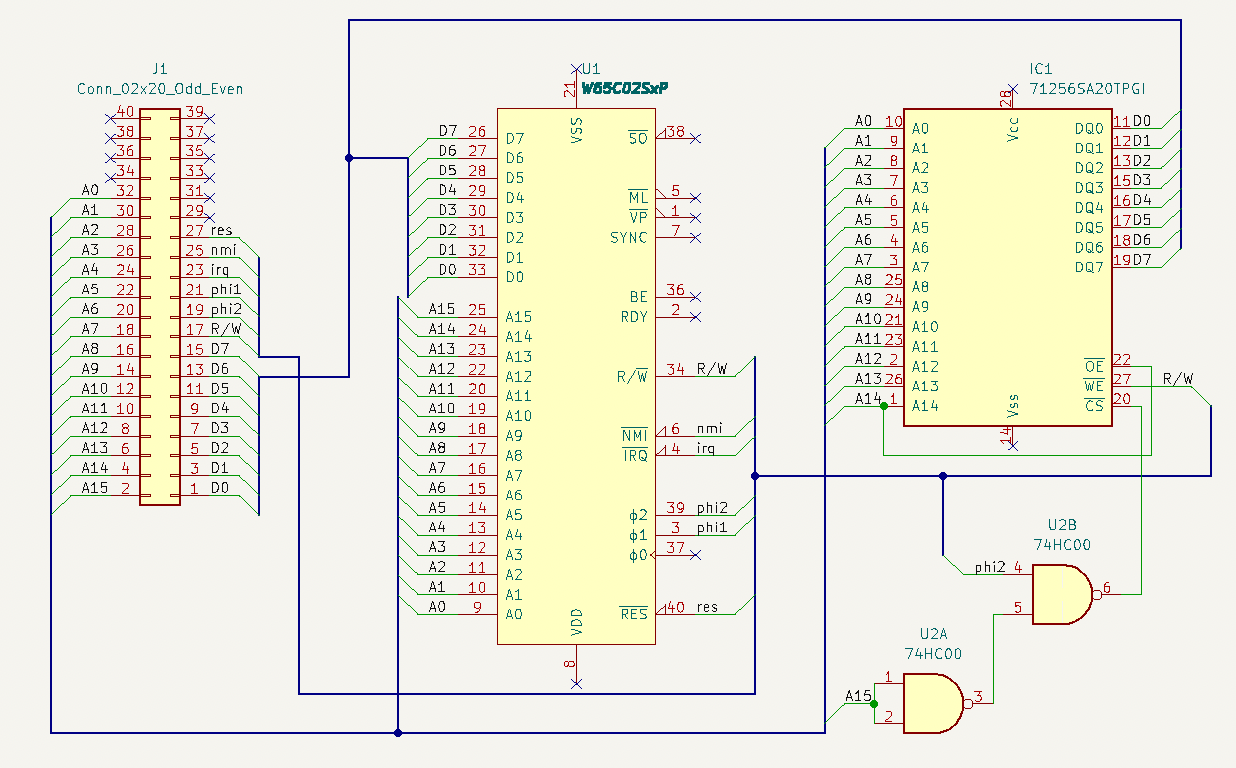 J1
Conn_02x20_Odd_Even
40 39
38 37
36 35
34 33
A0 32 31
A1 30 29
A2 28 27 res
A3 26 25 nmi
A4 24 23 irq
A5 22 21 phi1
A6 20 19 phi2
A7 18 17 R/W
A8 16 15 D7
A9 14 13 D6
A10 12 11 D5
A11 10 9 D4
A12 8 7 D3
A13 6 5 D2
A14 4 3 D1
A15 2 1 D0
U1
W65C02SxP
21
VSS
D7 26 D7 SO 38
D6 27 D6
D5 28 D5
D4 29 D4 ML 5
D3 30 D3 VP 1
D2 31 D2 SYNC 7
D1 32 D1
D0 33 D0 BE 36
A15 25 A15 RDY 2
A14 24 A14
A13 23 A13
A12 22 A12 R/W 34 R/W
A11 20 A11
A10 19 A10
A9 18 A9 NMI 6 nmi
A8 17 A8 IRQ 4 irq
A7 16 A7
A6 15 A6
A5 14 A5 ϕ2 39 phi2
A4 13 A4 ϕ1 3 phi1
A3 12 A3 ϕ0 37
A2 11 A2
A1 10 A1
A0 9 A0 RES 40 res
VDD
8
IC1
71256SA20TPGI
28
Vcc
A0 10 A0 DQ0 11 D0
A1 9 A1 DQ1 12 D1
A2 8 A2 DQ2 13 D2
A3 7 A3 DQ3 15 D3
A4 6 A4 DQ4 16 D4
A5 5 A5 DQ5 17 D5
A6 4 A6 DQ6 18 D6
A7 3 A7 DQ7 19 D7
A8 25 A8
A9 24 A9
A10 21 A10
A11 23 A11
A12 2 A12 OE 22
A13 26 A13 WE 27 R/W
A14 1 A14 CS 20
Vss
14
U2B
74HC00
phi2 4
6
5
U2A
74HC00
1
A15 3
2